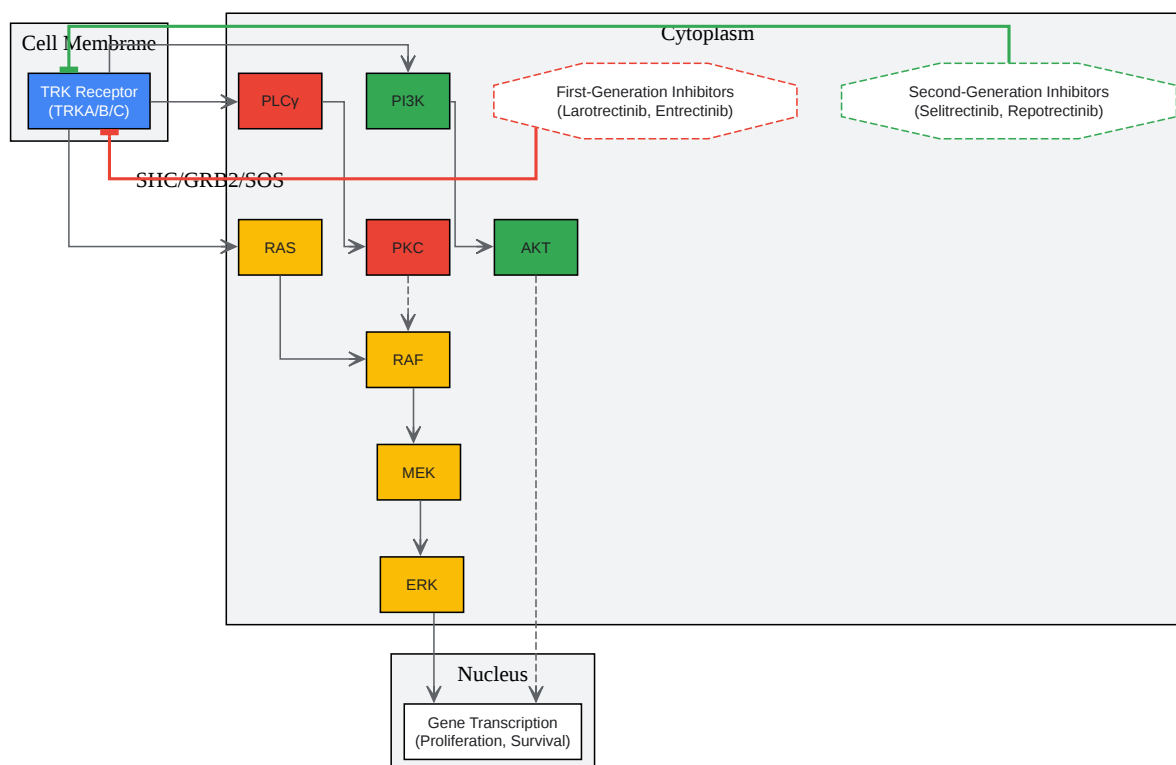 Cell Membrane
Cytoplasm
TRK Receptor
(TRKA/B/C)
PLCγ
PI3K
First-Generation Inhibitors
(Larotrectinib, Entrectinib)
Second-Generation Inhibitors
(Selitrectinib, Repotrectinib)
SHC/GRB2/SOS
RAS
PKC
AKT
RAF
MEK
ERK
Nucleus
Gene Transcription
(Proliferation, Survival)